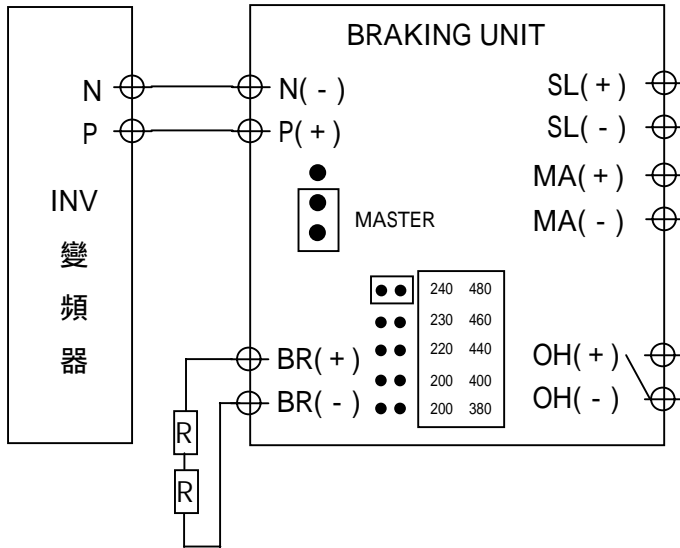 BRAKING UNIT
N
P
INV
變
頻
器
N( - )
P( + )
MASTER
SL( + )
SL( - )
MA( + )
MA( - )
240 480
230 460
220 440
200 400
200 380
BR( + )
BR( - )
OH( + )
OH( - )
R
R